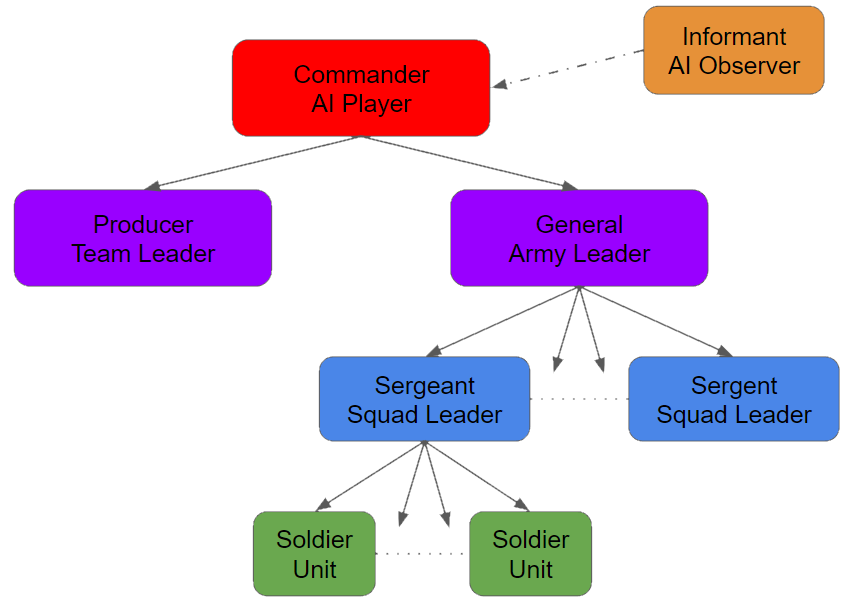 Informant
AI Observer
Commander
AI Player
Producer
Team Leader
General
Army Leader
Sergeant
Squad Leader
Sergent
Squad Leader
Soldier
Unit
Soldier
Unit